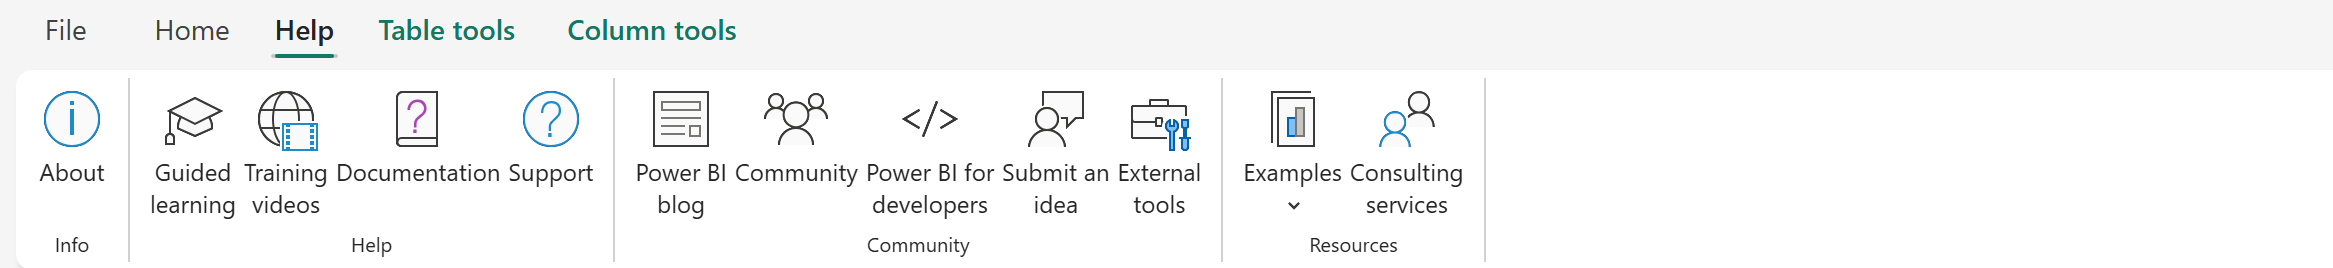 File Home Help Table tools Column tools
About Guided Training Documentation Support Power BI Community Power BI for Submit an External Examples Consulting
learning videos blog developers idea tools services
Info Help Community Resources